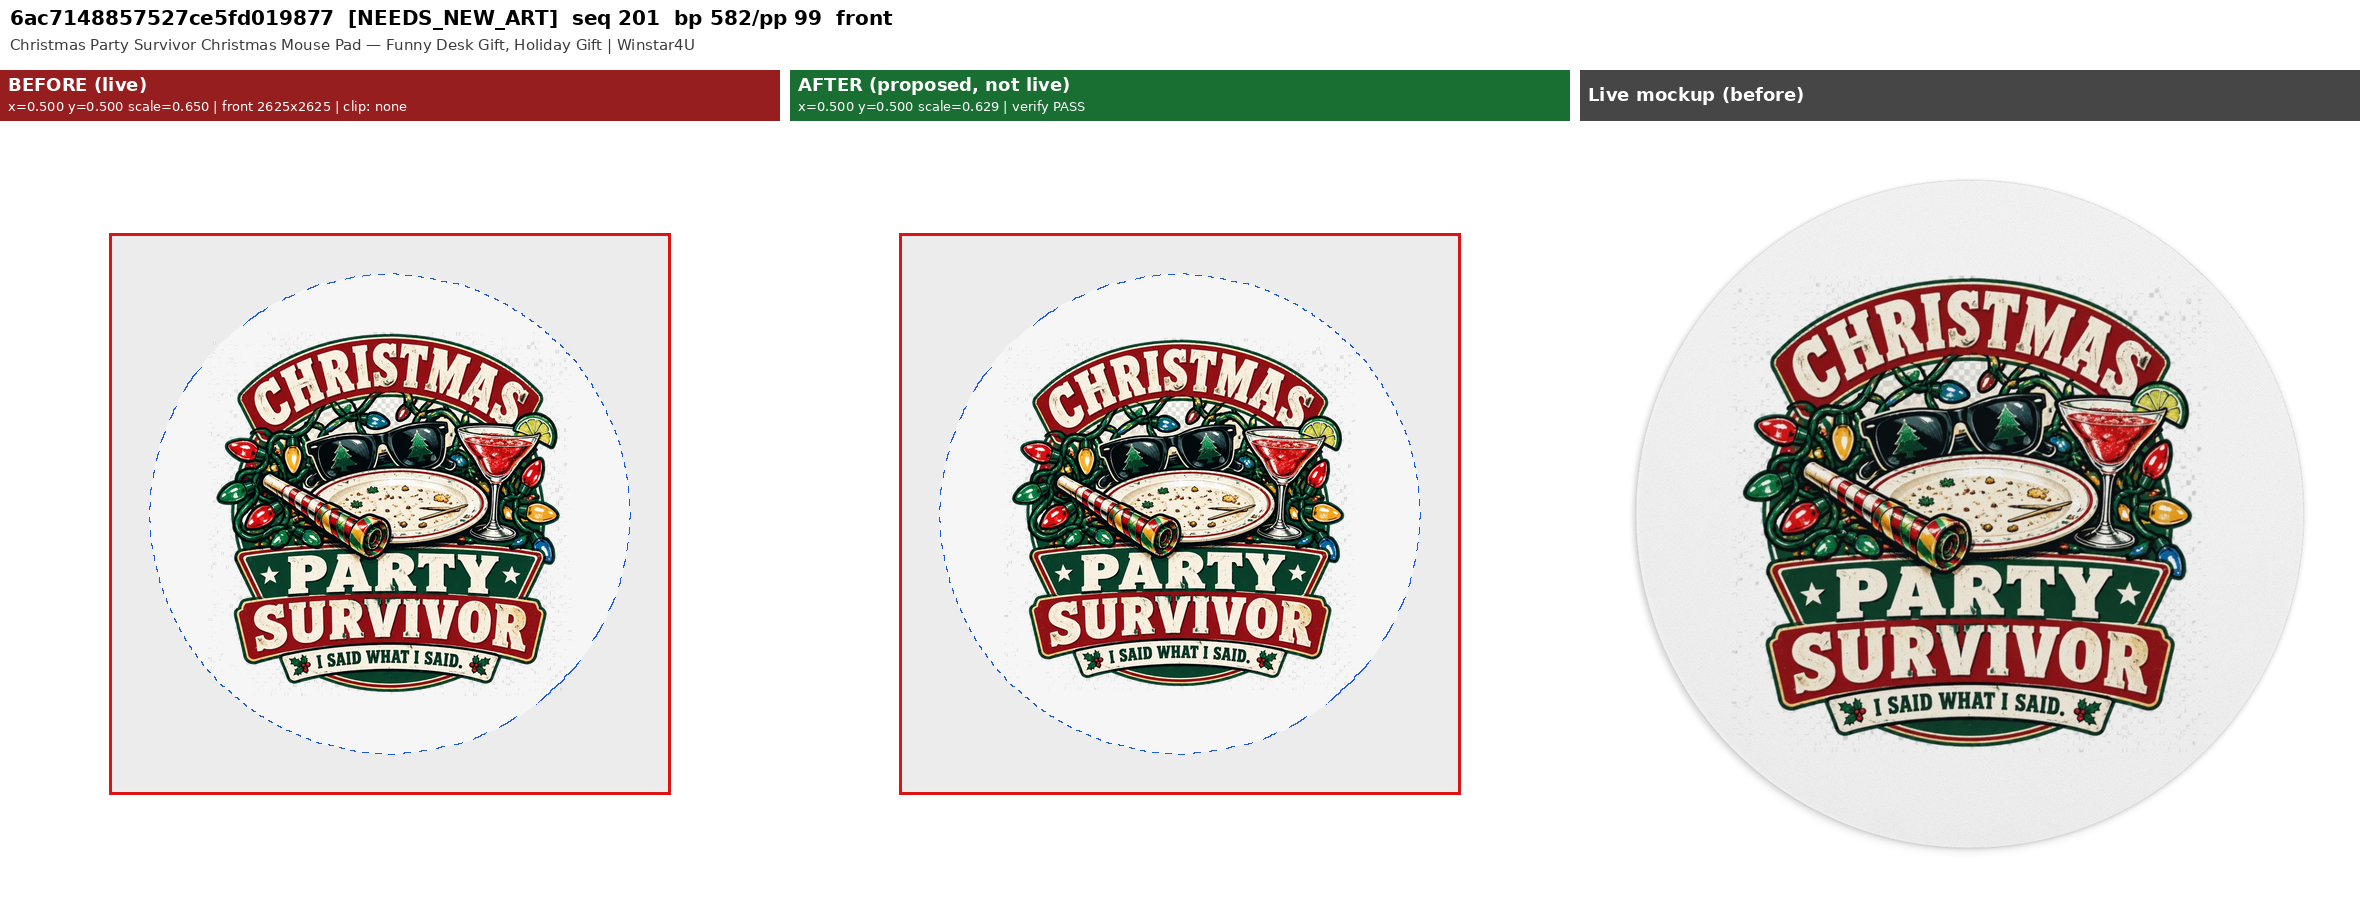 6ac7148857527ce5fd019877 [NEEDS_NEW_ART] seq 201 bp 582/pp 99 front
Christmas Party Survivor Christmas Mouse Pad — Funny Desk Gift, Holiday Gift | Winstar4U
BEFORE (live)
x=0.500 y=0.500 scale=0.650 | front 2625x2625 | clip: none
AFTER (proposed, not live)
x=0.500 y=0.500 scale=0.629 | verify PASS
Live mockup (before)
CHRISTMAS
PARTY
SURVIVOR
I SAID WHAT I SAID.
CHRISTMAS
PARTY
SURVIVOR
I SAID WHAT I SAID.
CHRISTMAS
PARTY
SURVIVOR
I SAID WHAT I SAID.